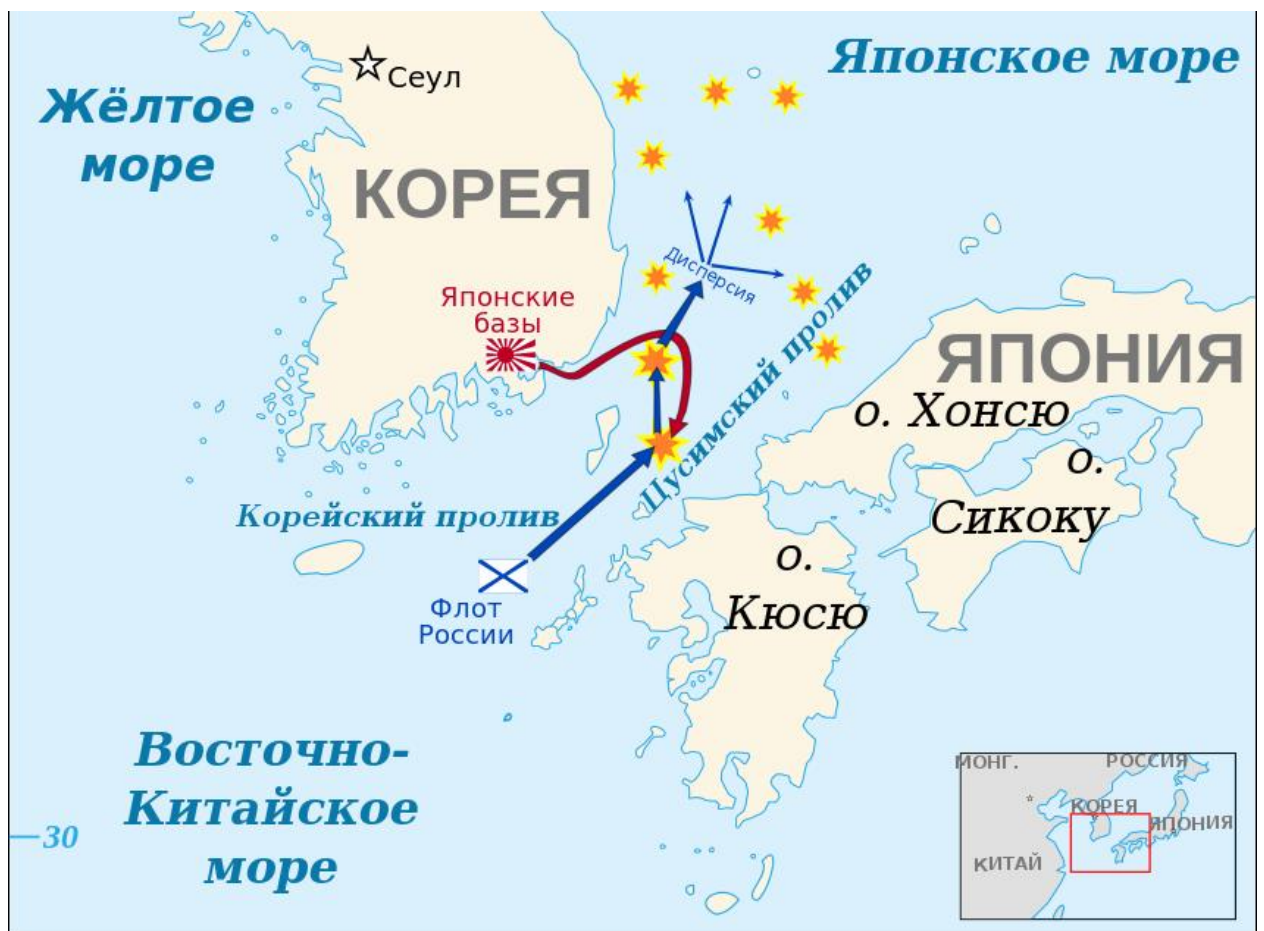 Японское море
Сеул
Жёлтое
море
КОРЕЯ
Дисперсия
Японские
базы
Цусимский пролив
ЯПОНИЯ
о. Хонсю
о.
Сикоку
Корейский пролив
о.
Кюсю
Флот
России
Восточно-
Китайское
море
30
МОНГ.
РОССИЯ
КОРЕЯ
ЯПОНИЯ
КИТАЙ